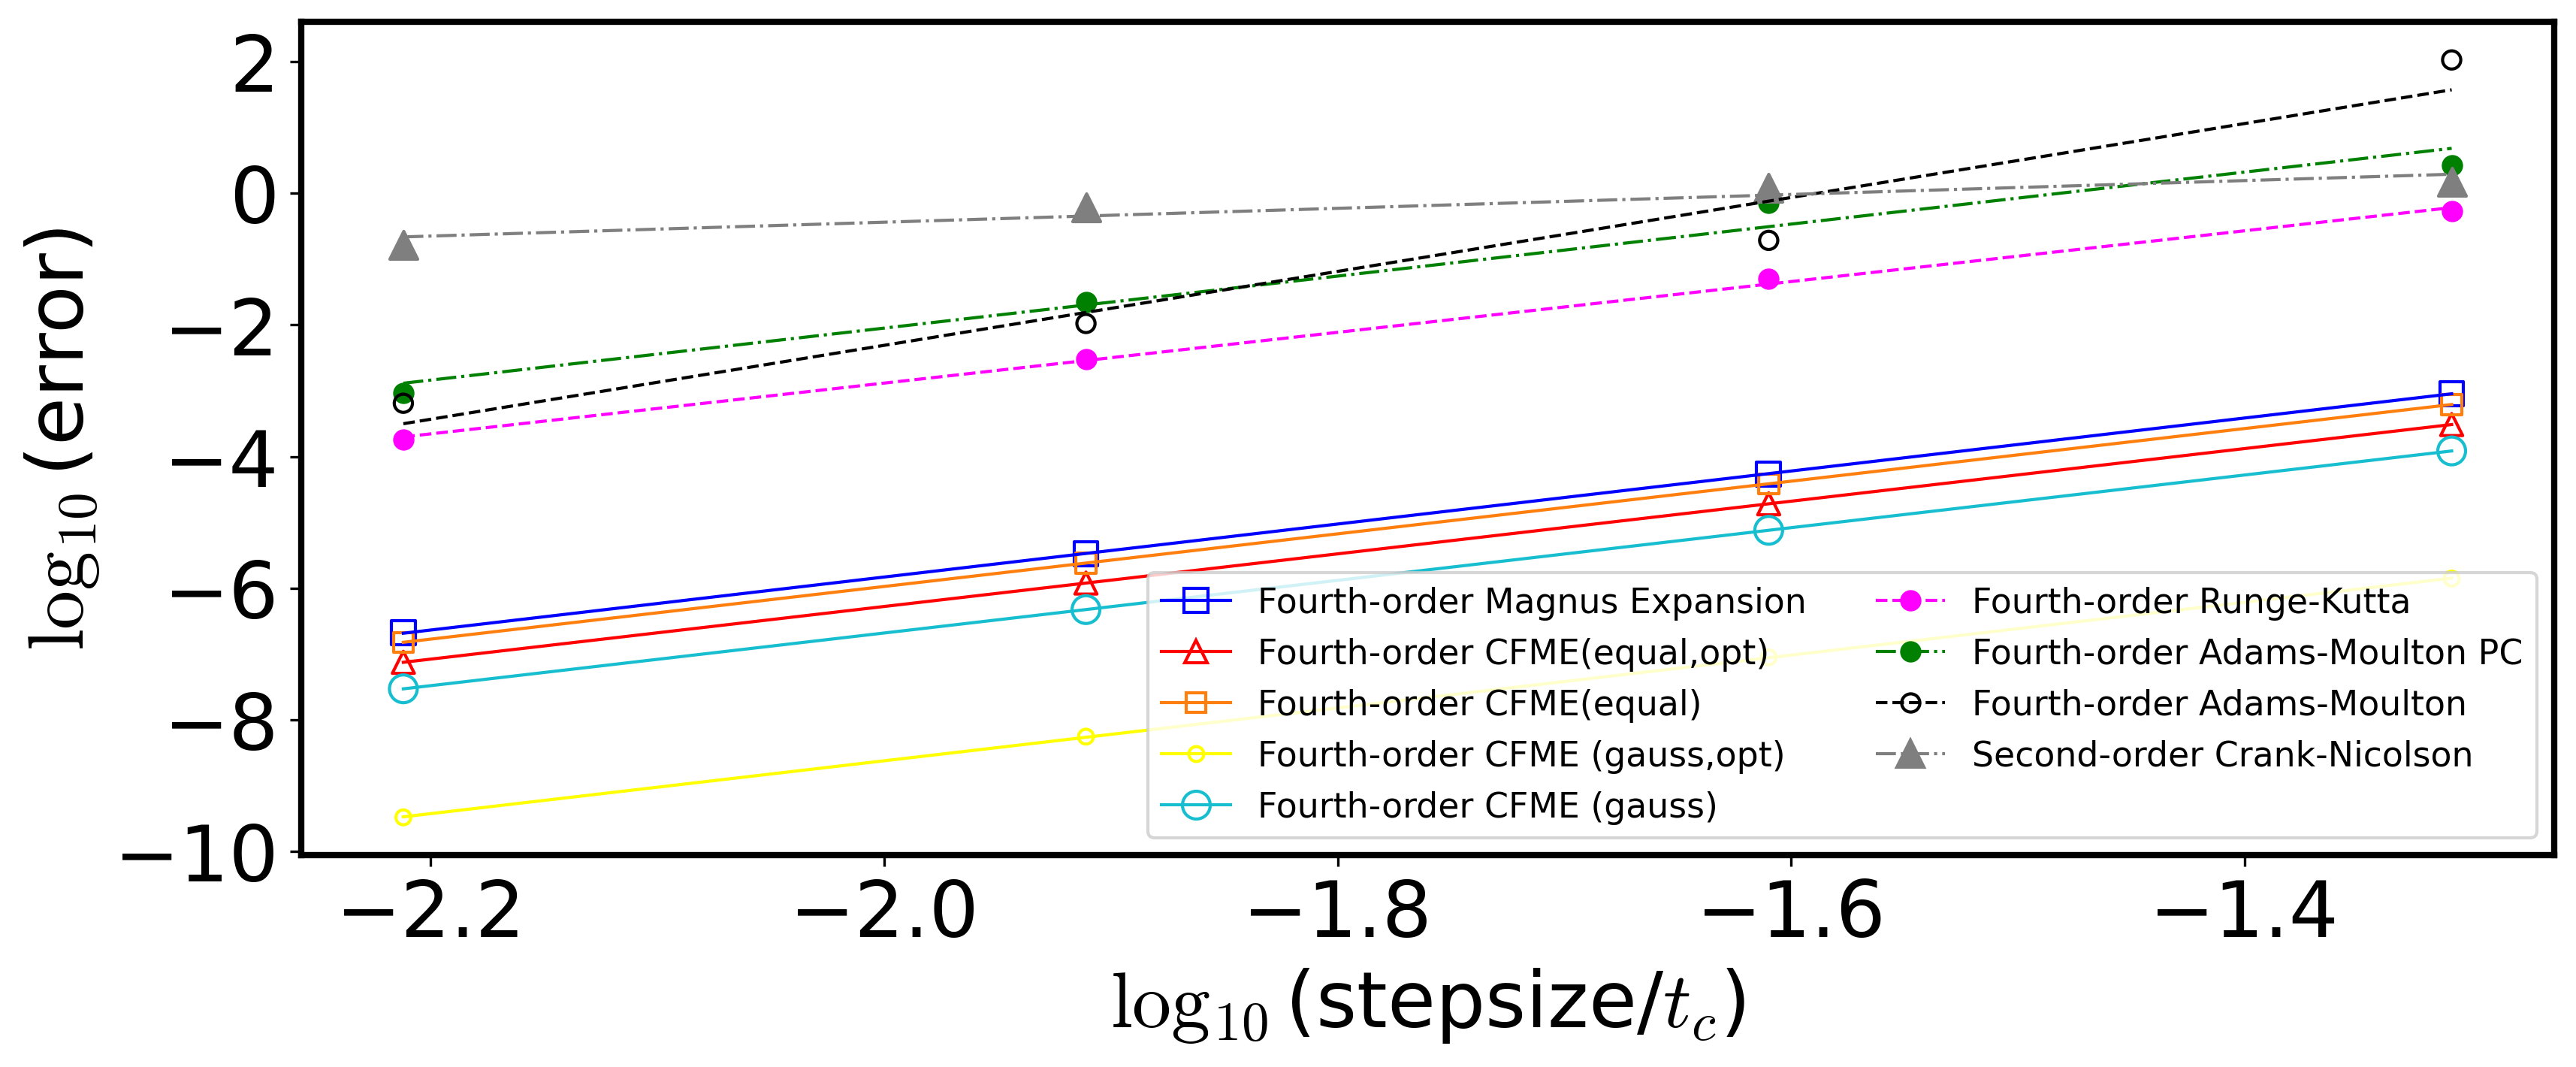 2
0
−2
−4
−6
−8
−10
log10 (error)
−2.2
−2.0
−1.8
−1.6
−1.4
log10 (stepsize/tc)
Fourth-order Magnus Expansion
Fourth-order CFME(equal,opt)
Fourth-order CFME(equal)
Fourth-order CFME (gauss,opt)
Fourth-order CFME (gauss)
Fourth-order Runge-Kutta
Fourth-order Adams-Moulton PC
Fourth-order Adams-Moulton
Second-order Crank-Nicolson